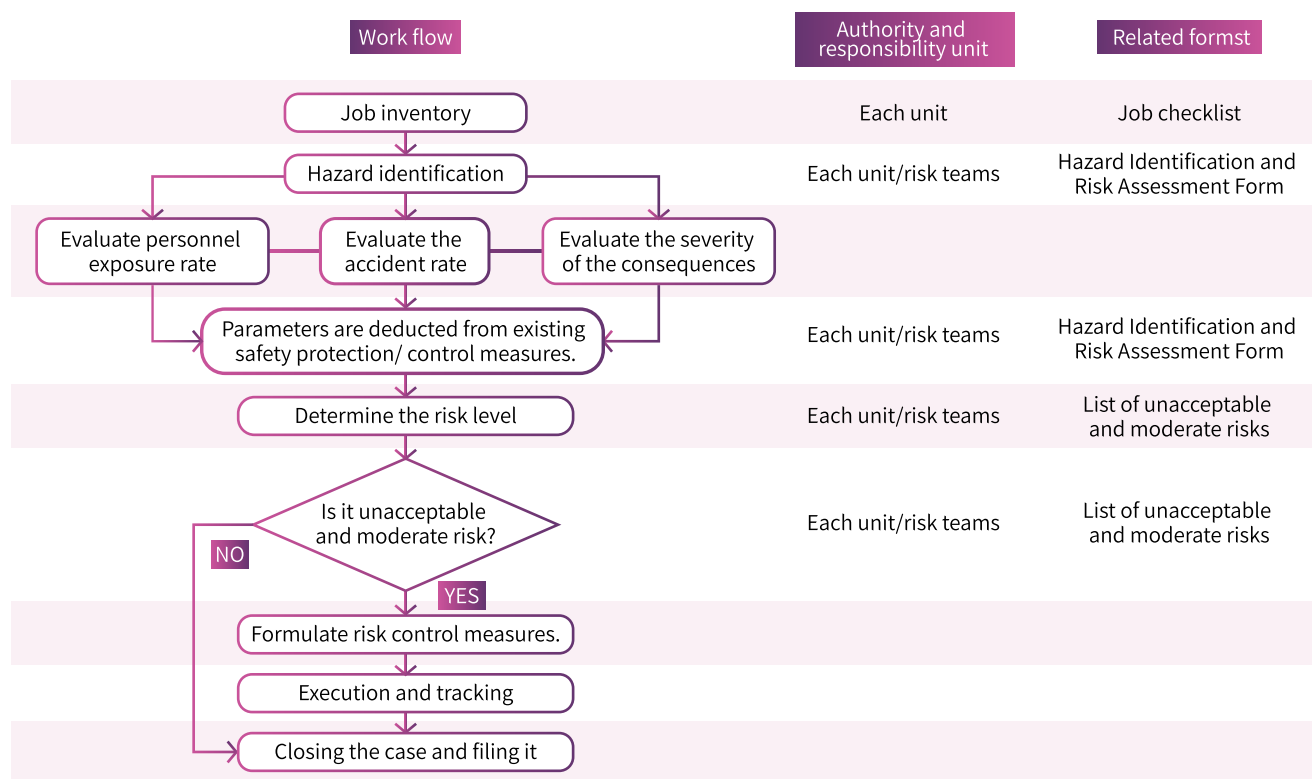 Work flow
Authority and
responsibility unit
Related formst
Job inventory
Each unit
Job checklist
Hazard identification
Each unit/risk teams
Hazard Identification and
Risk Assessment Form
Evaluate personnel
exposure rate
Evaluate the
accident rate
Evaluate the severity
of the consequences
Parameters are deducted from existing
safety protection/ control measures.
Each unit/risk teams
Hazard Identification and
Risk Assessment Form
Determine the risk level
Each unit/risk teams
List of unacceptable
and moderate risks
Is it unacceptable
and moderate risk?
Each unit/risk teams
List of unacceptable
and moderate risks
NO
YES
Formulate risk control measures.
Execution and tracking
Closing the case and filing it